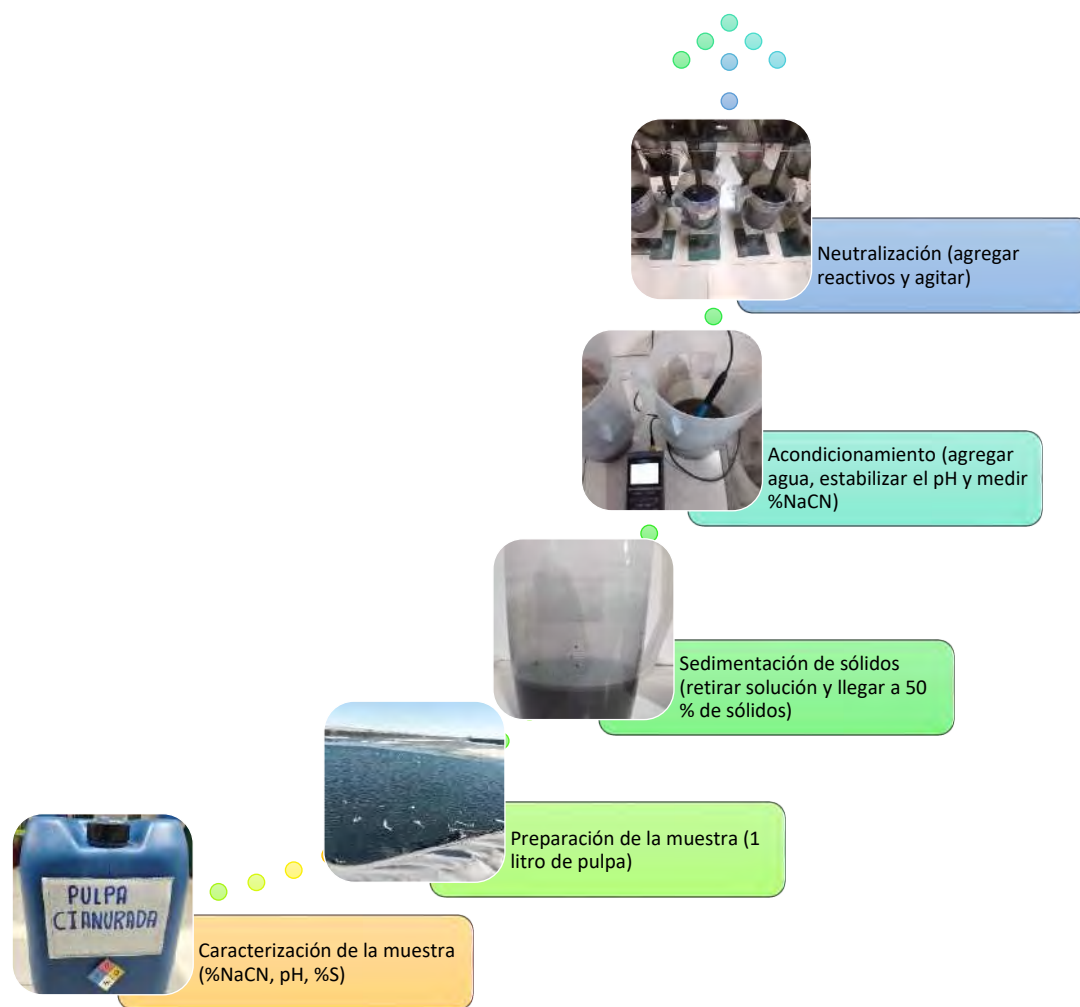 Neutralización (agregar
reactivos y agitar)
Acondicionamiento (agregar
agua, estabilizar el pH y medir
%NaCN)
Sedimentación de sólidos
(retirar solución y llegar a 50
% de sólidos)
Preparación de la muestra (1
litro de pulpa)
PULPA
CIANURADA
Caracterización de la muestra
(%NaCN, pH, %S)